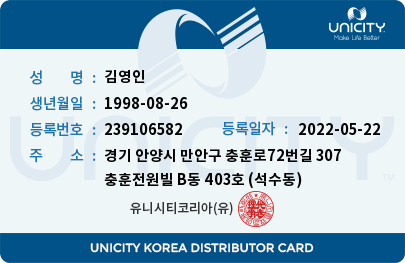 UNICITY
Make Life Better
UNICITY
성 명 : 김영인
생년월일 : 1998-08-26
등록번호 : 239106582 등록일자 : 2022-05-22
주 소 : 경기 안양시 만안구 충훈로72번길 307
충훈전원빌 B동 403호 (석수동)
유니시티코리아(유)
UNICITY KOREA DISTRIBUTOR CARD